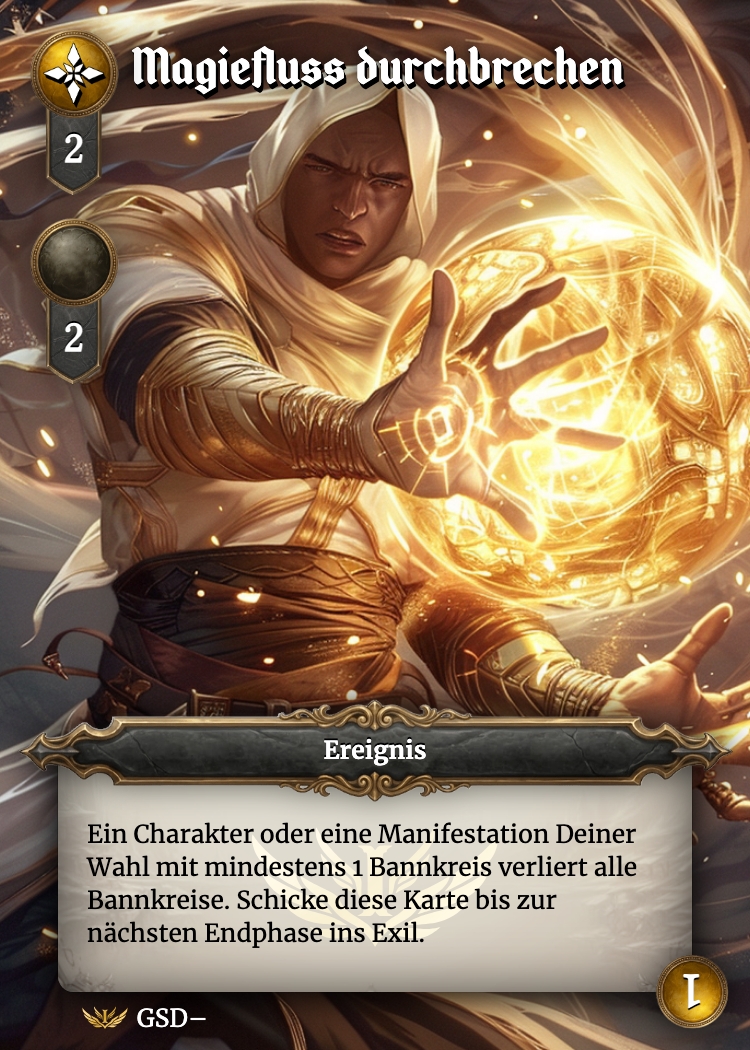 Magiefluss durchbrechen
2
2
Ereignis
Ein Charakter oder eine Manifestation Deiner
Wahl mit mindestens 1 Bannkreis verliert alle
Bannkreise. Schicke diese Karte bis zur
nächsten Endphase ins Exil.
GSD–
1